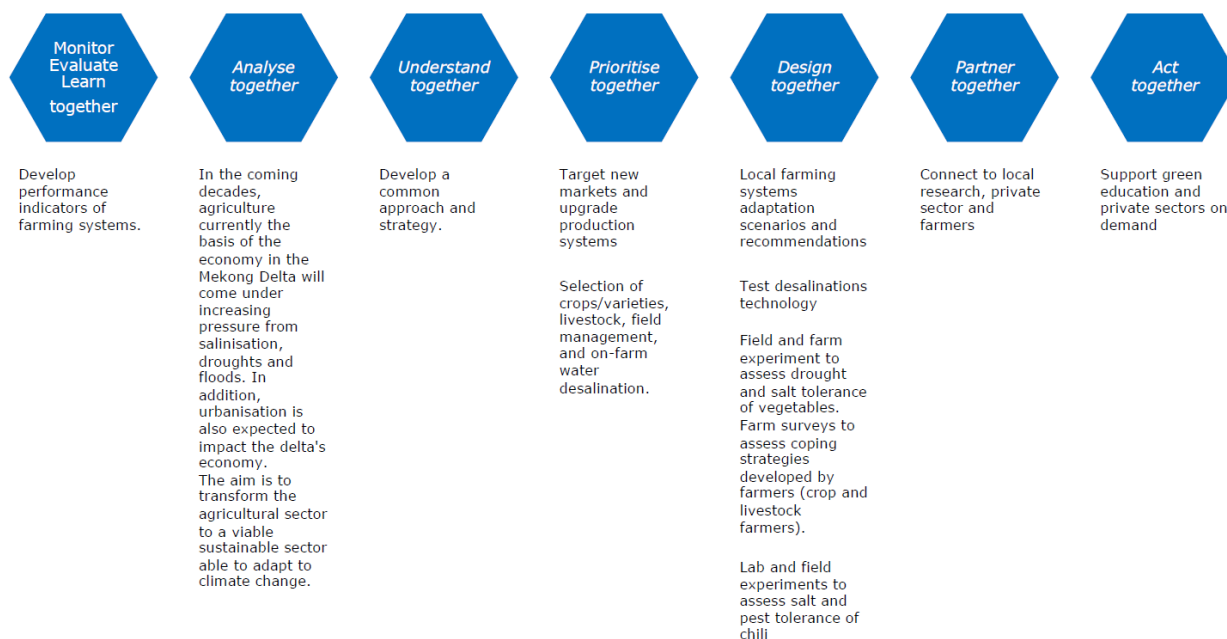 Monitor
Evaluate
Learn
together
Analyse
together
Understand
together
Prioritise
together
Design
together
Partner
together
Act
together
Develop
performance
indicators of
farming systems.
In the coming
decades,
agriculture
currently the
basis of the
economy in the
Mekong Delta will
come under
increasing
pressure from
salinisation,
droughts and
floods. In
addition,
urbanisation is
also expected to
impact the delta's
economy.
The aim is to
transform the
agricultural sector
to a viable
sustainable sector
able to adapt to
climate change.
Develop a
common
approach and
strategy.
Target new
markets and
upgrade
production
systems
Selection of
crops/varieties,
livestock, field
management,
and on-farm
water
desalination.
Local farming
systems
adaptation
scenarios and
recommendations
Test desalinations
technology
Field and farm
experiment to
assess drought
and salt tolerance
of vegetables.
Farm surveys to
assess coping
strategies
developed by
farmers (crop and
livestock
farmers).
Lab and field
experiments to
assess salt and
pest tolerance of
chili
Connect to local
research, private
sector and
farmers
Support green
education and
private sectors on
demand